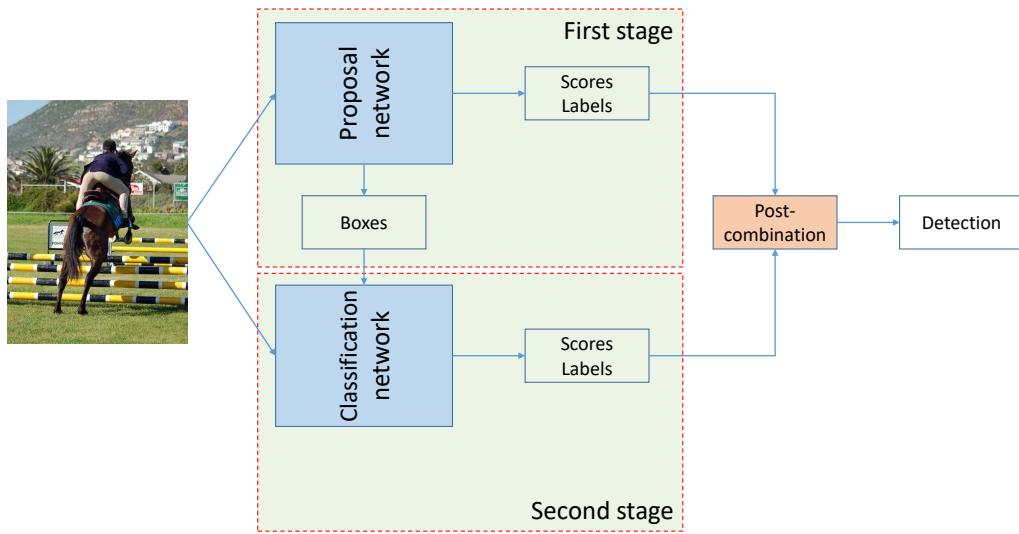 First stage
Proposal
network
Scores
Labels
Boxes
Post-
combination
Detection
Classification
network
Scores
Labels
Second stage